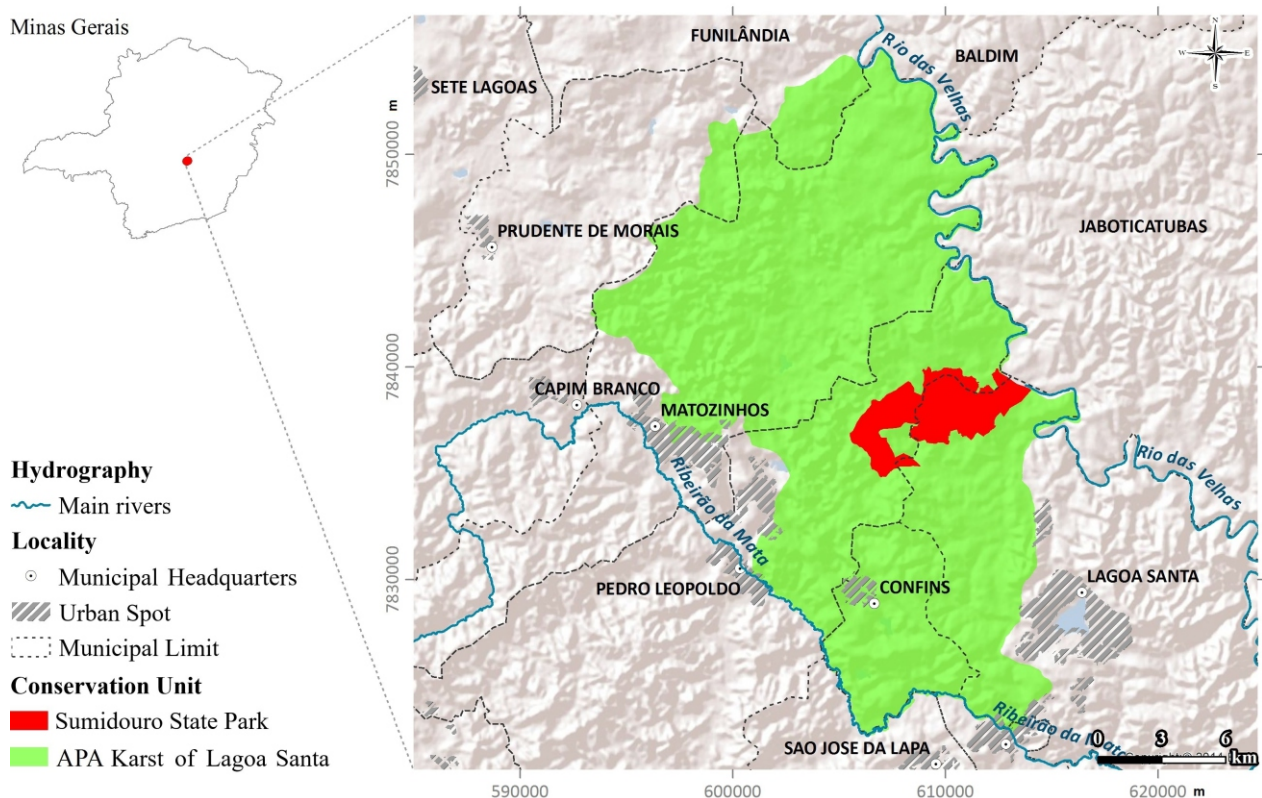 Minas Gerais
Hydrography
Main rivers
Locality
Municipal Headquarters
Urban Spot
Municipal Limit
Conservation Unit
Sumidouro State Park
APA Karst of Lagoa Santa
N
W
E
S
FUNILÂNDIA
BALDIM
Rio das Velhas
SETE LAGOAS
PRUDENTE DE MORAIS
JABOTICATUBAS
CAPIM BRANCO
MATOZINHOS
Ribeirão da Mata
Rio das Velhas
PEDRO LEOPOLDO
CONFINS
LAGOA SANTA
SAO JOSE DA LAPA
Ribeirão da Mata
0 3 6
km
7850000 m
7840000
7830000
590000 600000 610000 620000 m